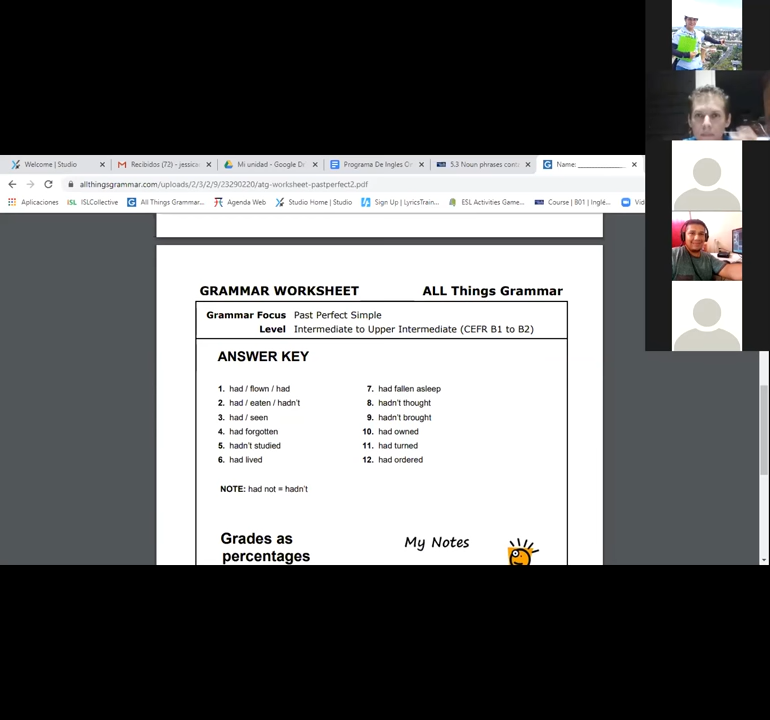 Welcome | Studio
Recibidos (72) - jessic
Mi unidad - Google D
Programa De Ingles O
5.3 Noun phrases cont
Name: ____________
allthingsgrammar.com/uploads/2/3/2/9/23290220/atg-worksheet-pastperfect2.pdf
Aplicaciones ISL ISLCollective All Things Grammar... Agenda Web Studio Home | Studio Sign Up | LyricsTrain... ESL Activities Game... Course | B01 | Inglé...
GRAMMAR WORKSHEET ALL Things Grammar
Grammar Focus Past Perfect Simple
Level Intermediate to Upper Intermediate (CEFR B1 to B2)
ANSWER KEY
1. had / flown / had
2. had / eaten / hadn't
3. had / seen
4. had forgotten
5. hadn't studied
6. had lived
7. had fallen asleep
8. hadn't thought
9. hadn't brought
10. had owned
11. had turned
12. had ordered
NOTE: had not = hadn't
Grades as
percentages
My Notes